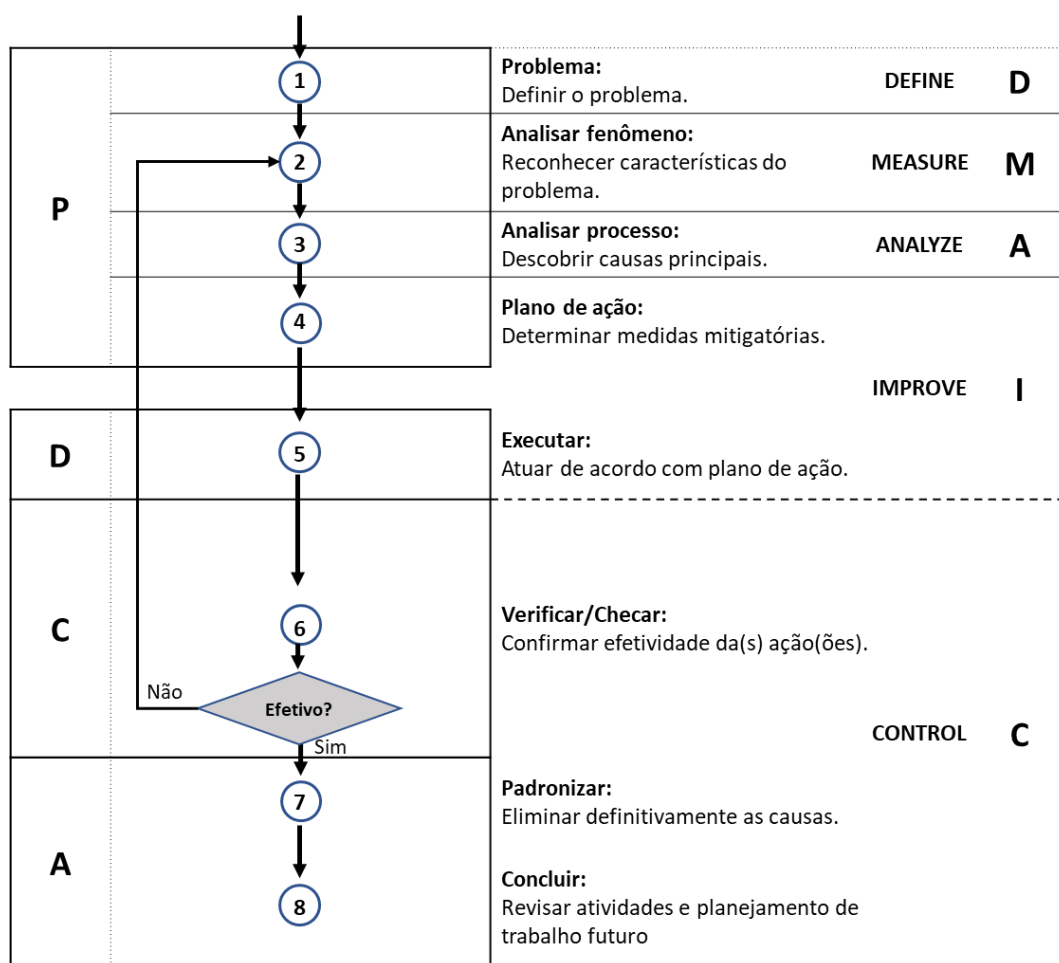 1
Problema:
Definir o problema.
DEFINE
D
2
Analisar fenômeno:
Reconhecer características do
problema.
MEASURE
M
P
3
Analisar processo:
Descobrir causas principais.
ANALYZE
A
4
Plano de ação:
Determinar medidas mitigatórias.
IMPROVE
I
D
5
Executar:
Atuar de acordo com plano de ação.
C
6
Verificar/Checar:
Confirmar efetividade da(s) ação(ões).
Não
Efetivo?
Sim
CONTROL
C
7
Padronizar:
Eliminar definitivamente as causas.
A
8
Concluir:
Revisar atividades e planejamento de
trabalho futuro